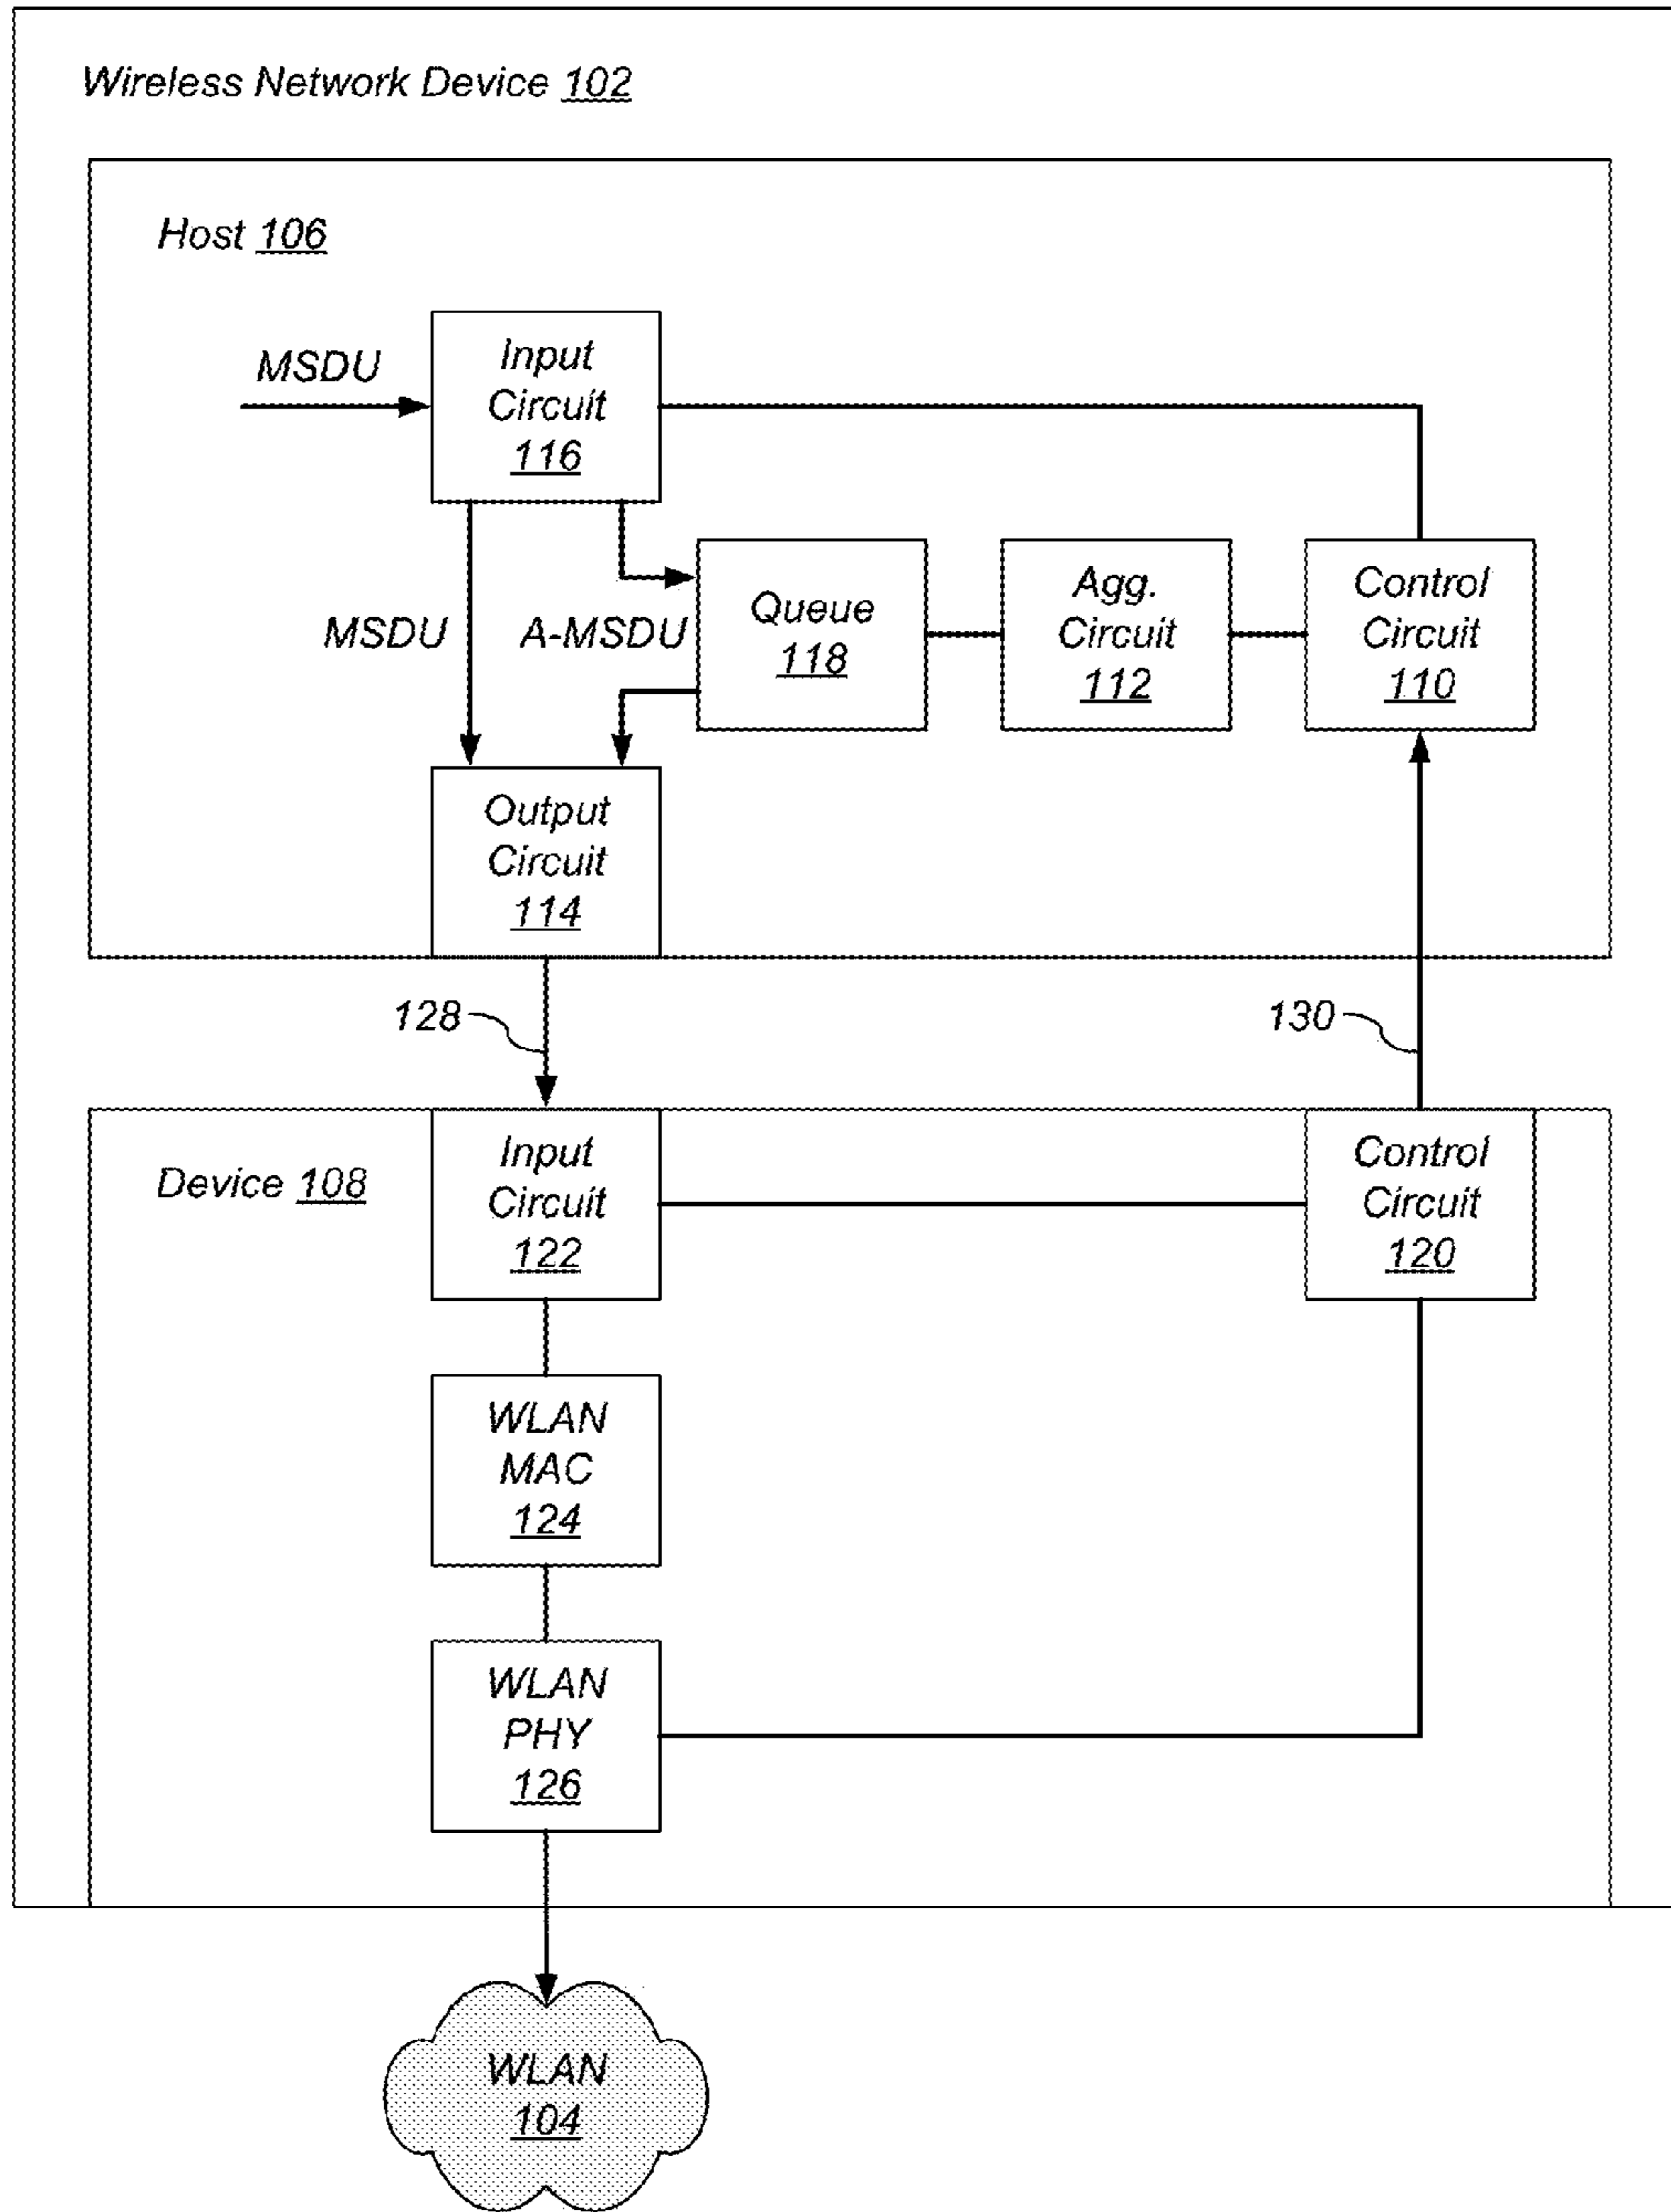 Wireless Network Device 102
Host 106
MSDU
Input
Circuit
116
MSDU
A-MSDU
Queue
118
Agg.
Circuit
112
Control
Circuit
110
Output
Circuit
114
128
130
Device 108
Input
Circuit
122
Control
Circuit
120
WLAN
MAC
124
WLAN
PHY
126
WLAN
104